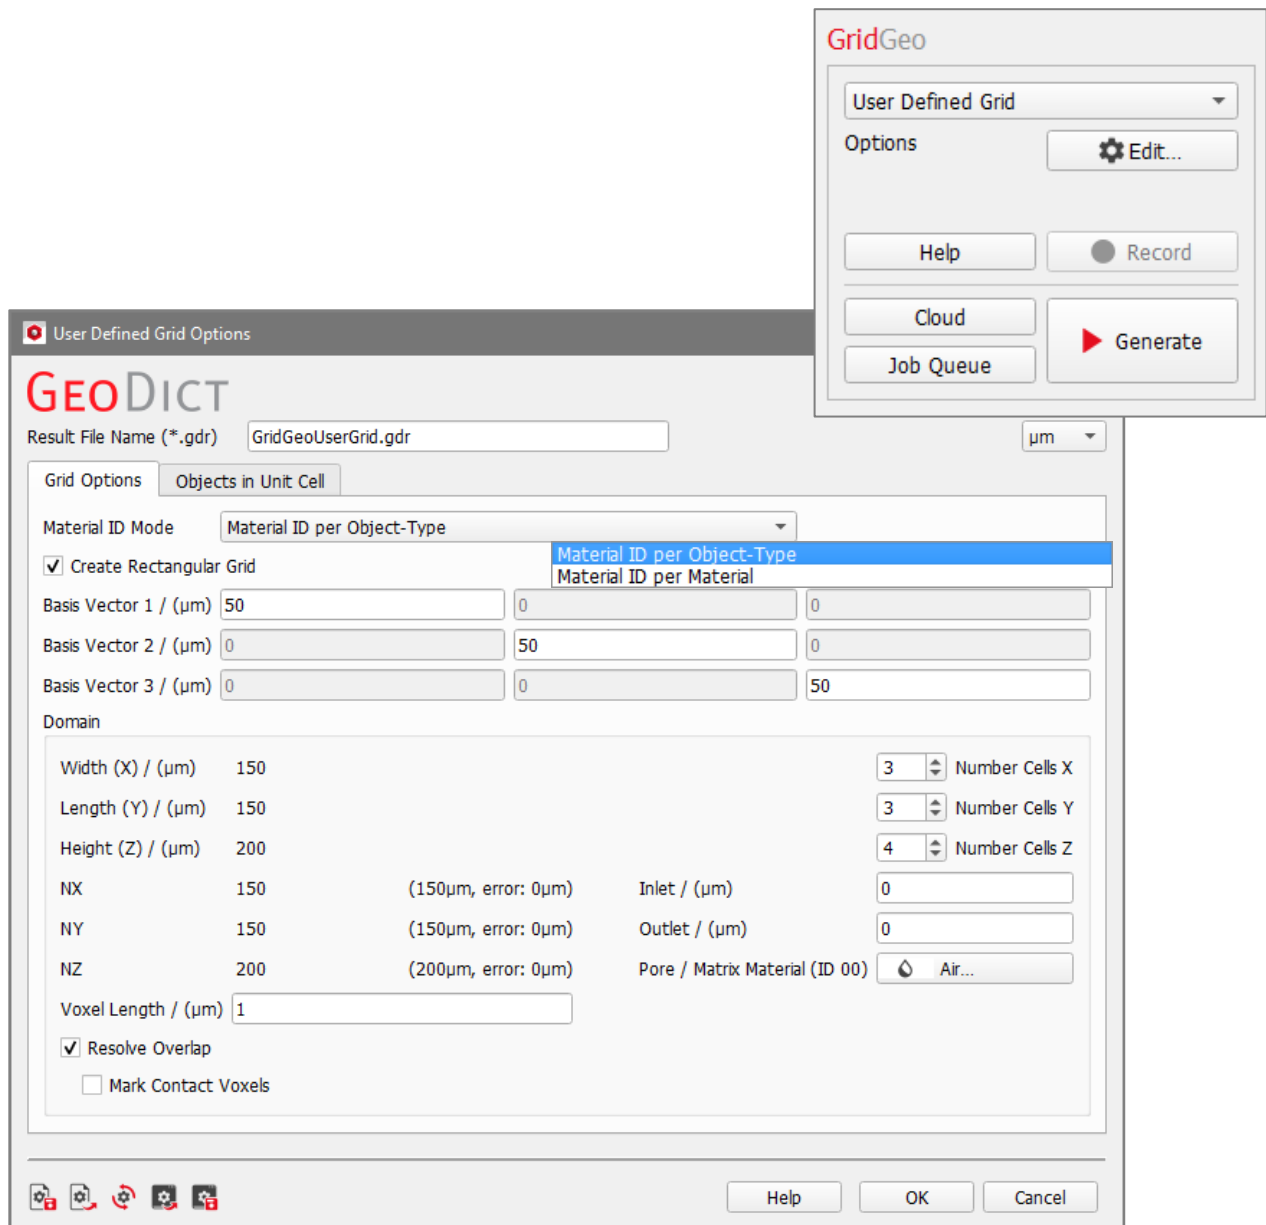 GridGeo
User Defined Grid
Options Edit...
Help Record
Cloud
Generate
Job Queue
User Defined Grid Options
GEODICT
Result File Name (*.gdr) GridGeoUserGrid.gdr µm
Grid Options Objects in Unit Cell
Material ID Mode Material ID per Object-Type
Material ID per Object-Type
Material ID per Material
Create Rectangular Grid
Basis Vector 1 / (µm) 50 0 0
Basis Vector 2 / (µm) 0 50 0
Basis Vector 3 / (µm) 0 0 50
Domain
Width (X) / (µm) 150 3 Number Cells X
Length (Y) / (µm) 150 3 Number Cells Y
Height (Z) / (µm) 200 4 Number Cells Z
NX 150 (150µm, error: 0µm) Inlet / (µm) 0
NY 150 (150µm, error: 0µm) Outlet / (µm) 0
NZ 200 (200µm, error: 0µm) Pore / Matrix Material (ID 00) Air...
Voxel Length / (µm) 1
Resolve Overlap
Mark Contact Voxels
Help OK Cancel